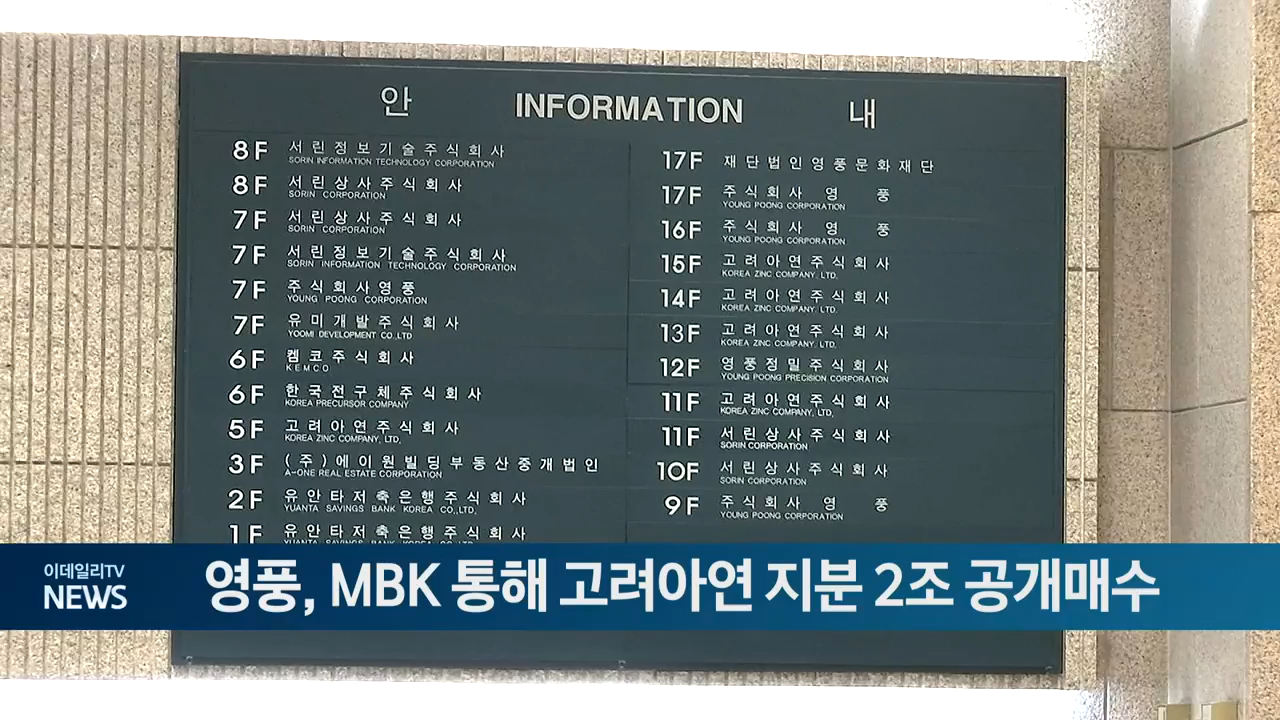 안 INFORMATION 내
8F 서린정보기술주식회사
SORIN INFORMATION TECHNOLOGY CORPORATION
8F 서린상사주식회사
SORIN CORPORATION
7F 서린상사주식회사
SORIN CORPORATION
7F 서린정보기술주식회사
SORIN INFORMATION TECHNOLOGY CORPORATION
7F 주식회사영풍
YOUNG POONG CORPORATION
7F 유미개발주식회사
YOOMI DEVELOPMENT CO.,LTD
6F 켐코주식회사
KEMCO
6F 한국전구체주식회사
KOREA PRECURSOR COMPANY
5F 고려아연주식회사
KOREA ZINC COMPANY, LTD.
3F (주)에이원빌딩부동산중개법인
A-ONE REAL ESTATE CORPORATION
2F 유안타저축은행주식회사
YUANTA SAVINGS BANK KOREA CO.,LTD.
1F 유안타저축은행주식회사
YUANTA SAVINGS BANK KOREA CO.,LTD.
17F 재단법인영풍문화재단
17F 주식회사 영 풍
YOUNG POONG CORPORATION
16F 주식회사 영 풍
YOUNG POONG CORPORATION
15F 고려아연주식회사
KOREA ZINC COMPANY. LTD.
14F 고려아연주식회사
KOREA ZINC COMPANY. LTD.
13F 고려아연주식회사
KOREA ZINC COMPANY. LTD.
12F 영풍정밀주식회사
YOUNG POONG PRECISION CORPORATION
11F 고려아연주식회사
KOREA ZINC COMPANY, LTD.
11F 서린상사주식회사
SORIN CORPORATION
10F 서린상사주식회사
SORIN CORPORATION
9F 주식회사 영 풍
YOUNG POONG CORPORATION
이데일리TV
NEWS
영풍, MBK 통해 고려아연 지분 2조 공개매수